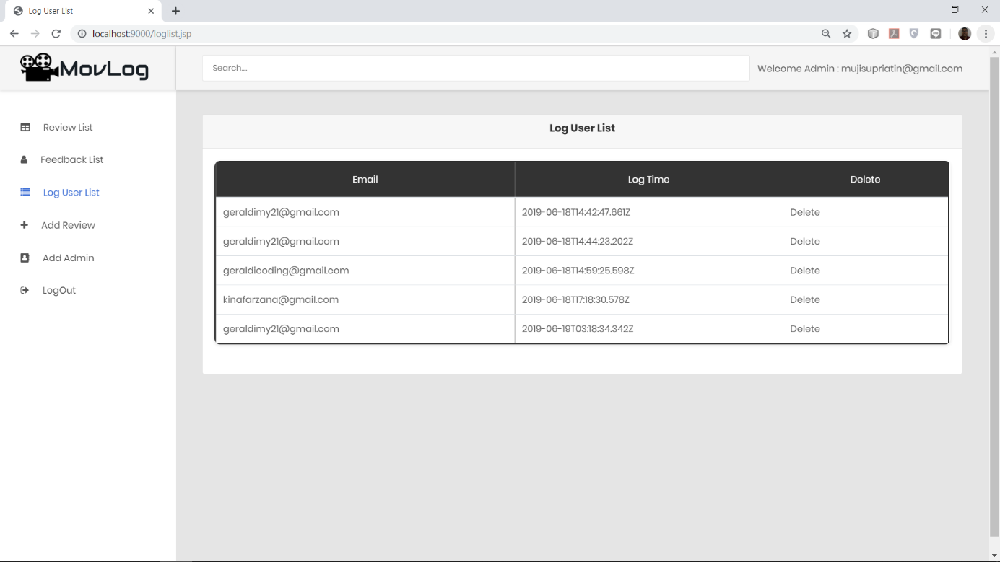 Log User List
localhost:9000/loglist.jsp
MovLog
Search....
Welcome Admin : mujisupriatin@gmail.com
Review List
Feedback List
Log User List
Add Review
Add Admin
LogOut
Log User List
Email Log Time Delete
geraldimy21@gmail.com 2019-06-18T14:42:47.661Z Delete
geraldimy21@gmail.com 2019-06-18T14:44:23.202Z Delete
geraldicoding@gmail.com 2019-06-18T14:59:25.598Z Delete
kinafarzana@gmail.com 2019-06-18T17:18:30.578Z Delete
geraldimy21@gmail.com 2019-06-19T03:18:34.342Z Delete